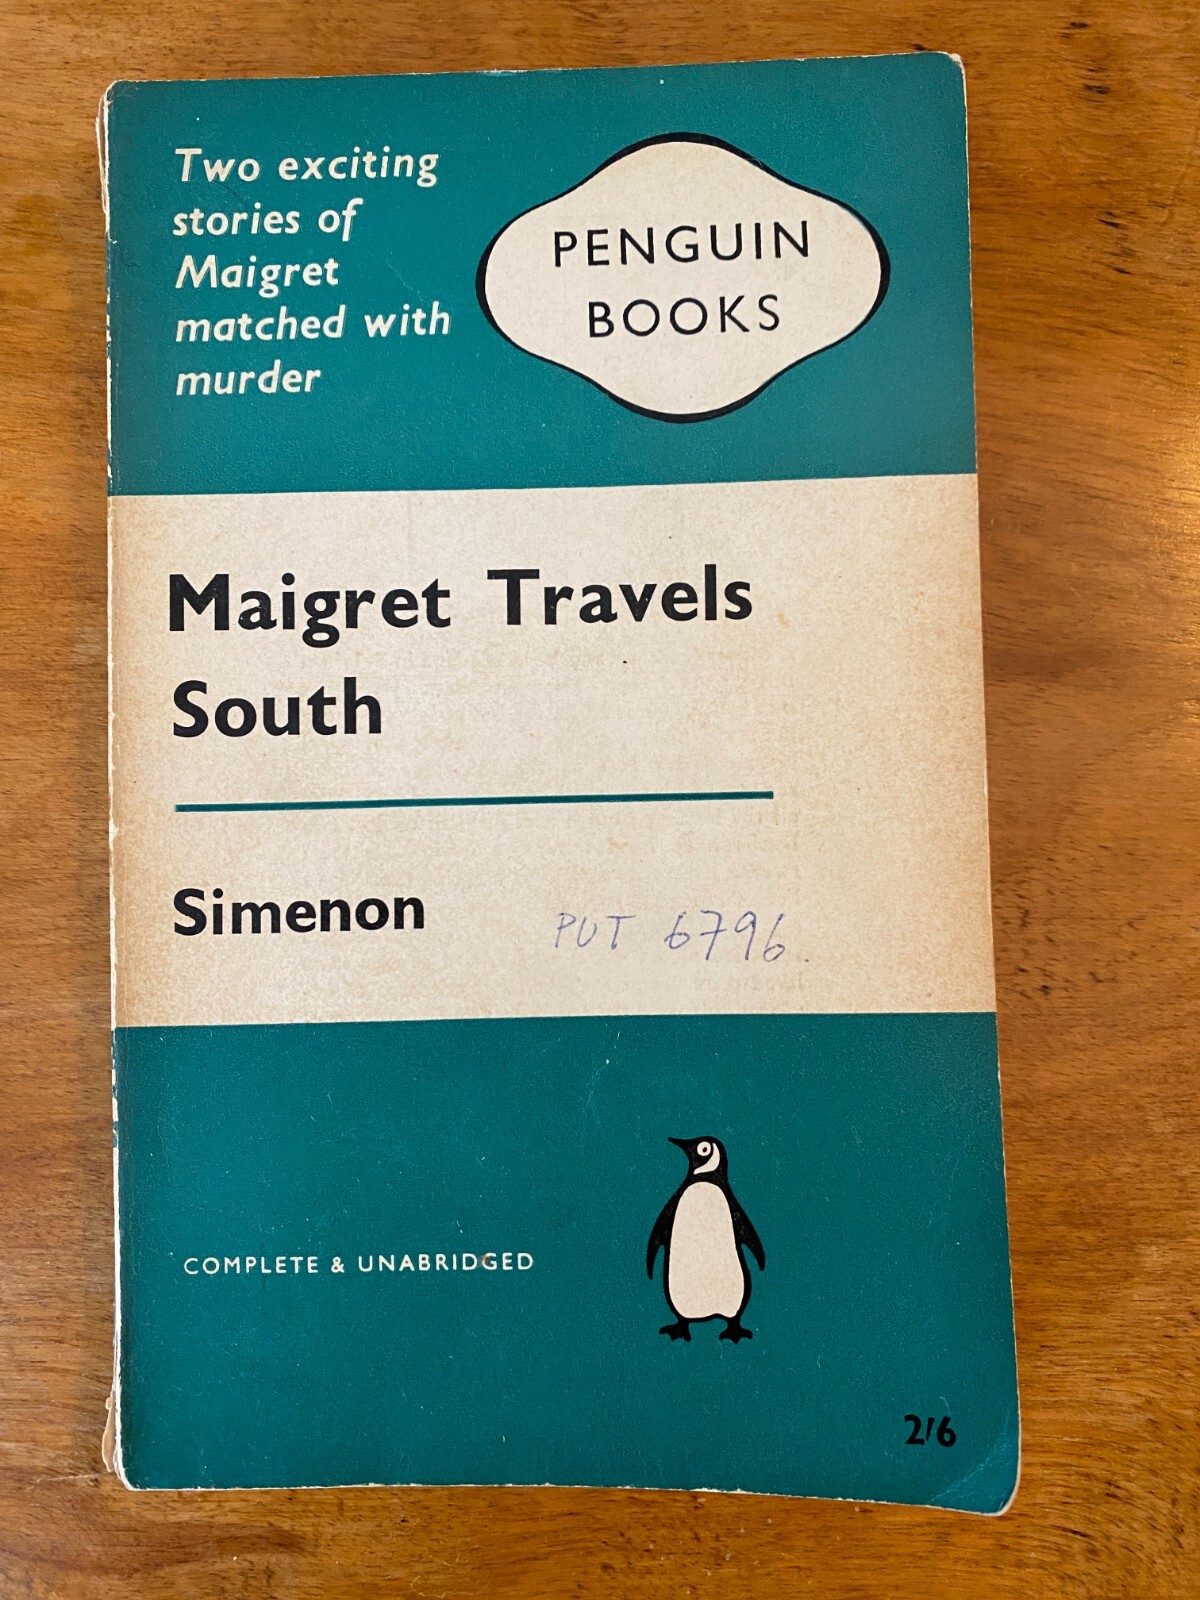 Two exciting
stories of
Maigret
matched with
murder
PENGUIN
BOOKS
Maigret Travels
South
Simenon
PUT 6796.
COMPLETE & UNABRIDGED
2/6